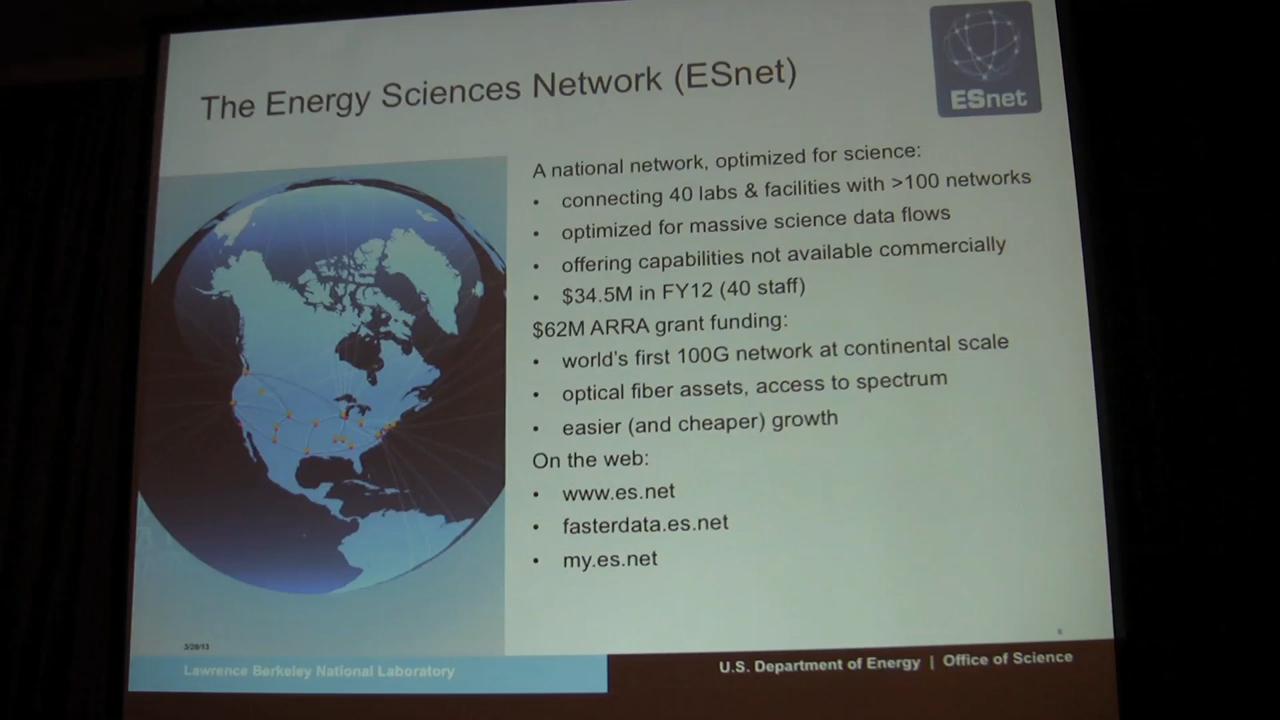 The Energy Sciences Network (ESnet)
ESnet
A national network, optimized for science:
• connecting 40 labs & facilities with >100 networks
• optimized for massive science data flows
• offering capabilities not available commercially
• $34.5M in FY12 (40 staff)
$62M ARRA grant funding:
• world's first 100G network at continental scale
• optical fiber assets, access to spectrum
• easier (and cheaper) growth
On the web:
• www.es.net
• fasterdata.es.net
• my.es.net
Lawrence Berkeley National Laboratory
U.S. Department of Energy | Office of Science